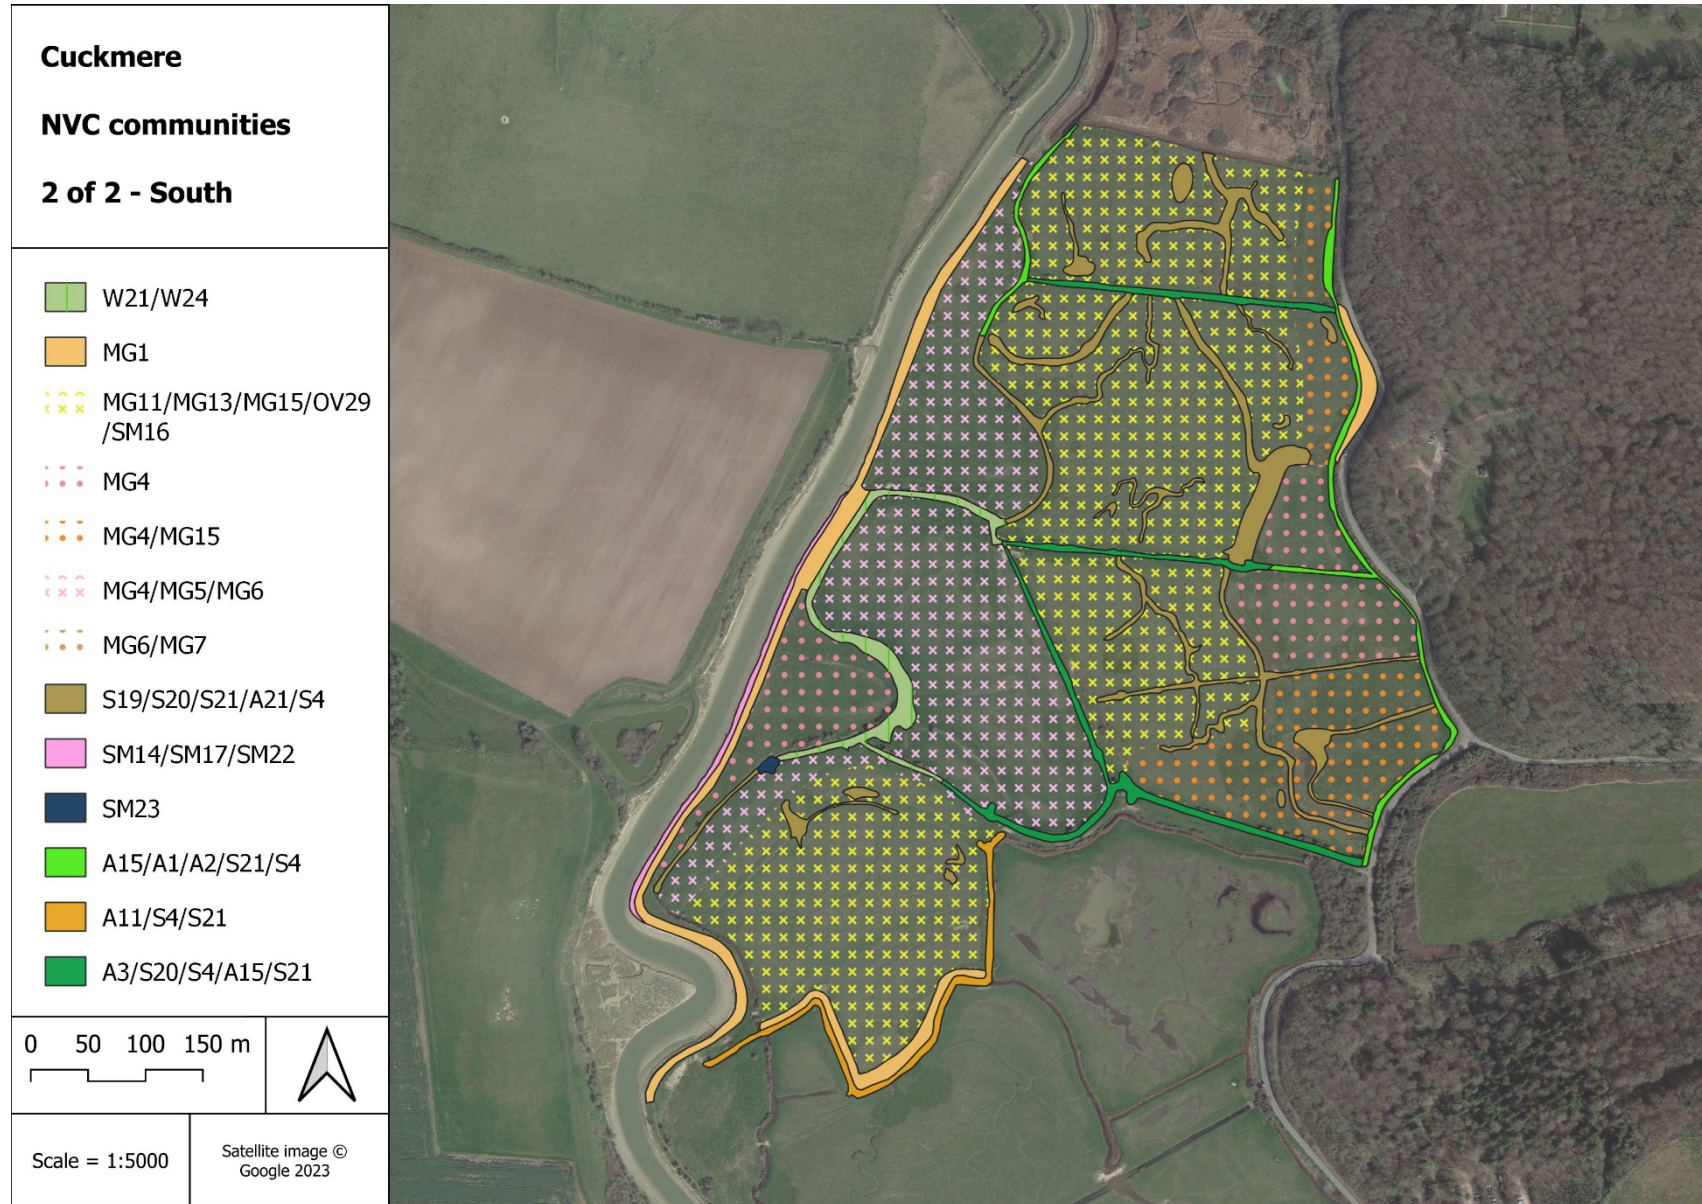 Cuckmere
NVC communities
2 of 2 - South
W21/W24
MG1
MG11/MG13/MG15/OV29
/SM16
MG4
MG4/MG15
MG4/MG5/MG6
MG6/MG7
S19/S20/S21/A21/S4
SM14/SM17/SM22
SM23
A15/A1/A2/S21/S4
A11/S4/S21
A3/S20/S4/A15/S21
0 50 100 150 m
Scale = 1:5000
Satellite image ©
Google 2023